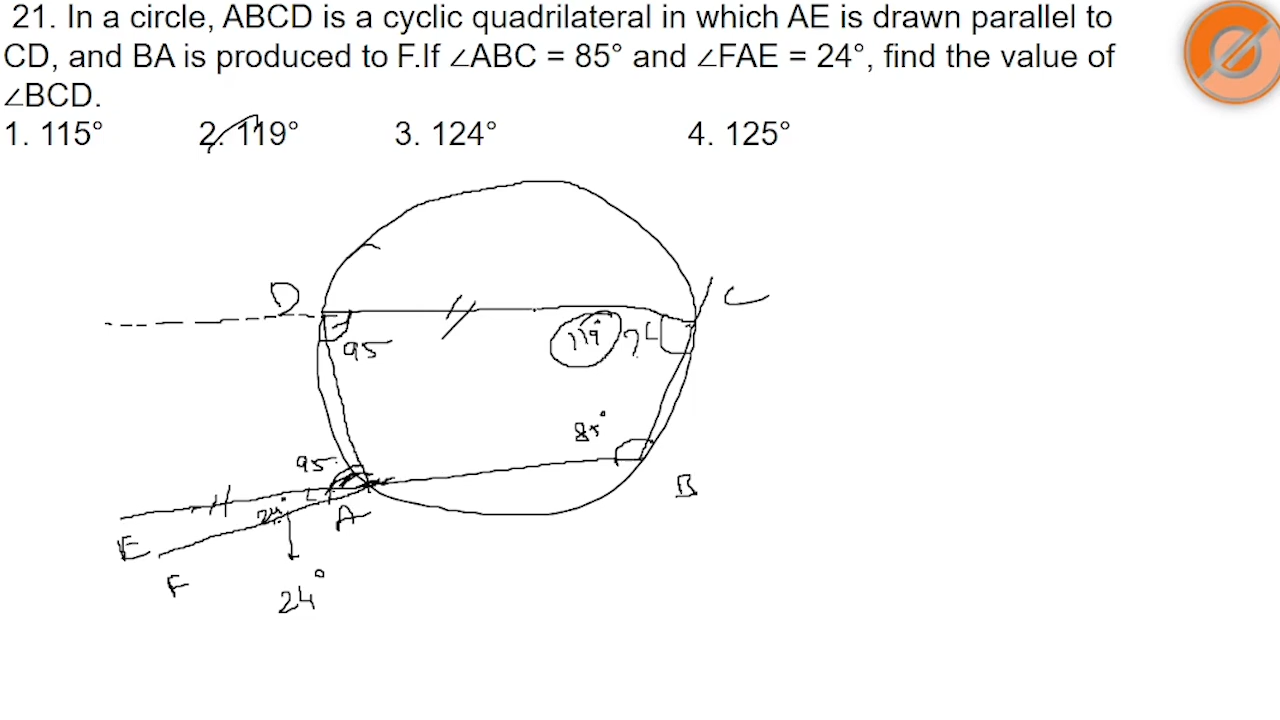 21. In a circle, ABCD is a cyclic quadrilateral in which AE is drawn parallel to
CD, and BA is produced to F.If ∠ABC = 85° and ∠FAE = 24°, find the value of
∠BCD.
1. 115° 2. 119° 3. 124° 4. 125°
D C
95 119° ?
85°
95°
B
24° A
E
F
24°